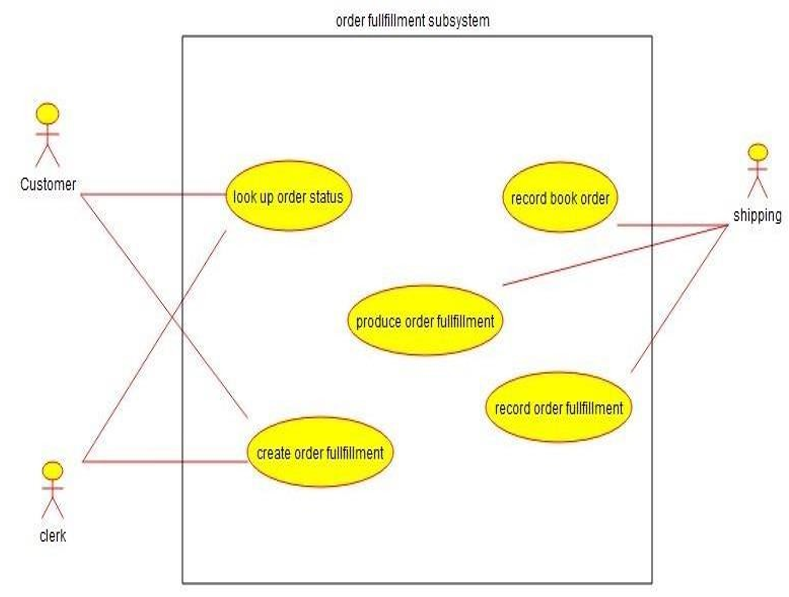 order fullfillment subsystem
Customer
look up order status
record book order
shipping
produce order fullfillment
record order fullfillment
create order fullfillment
clerk